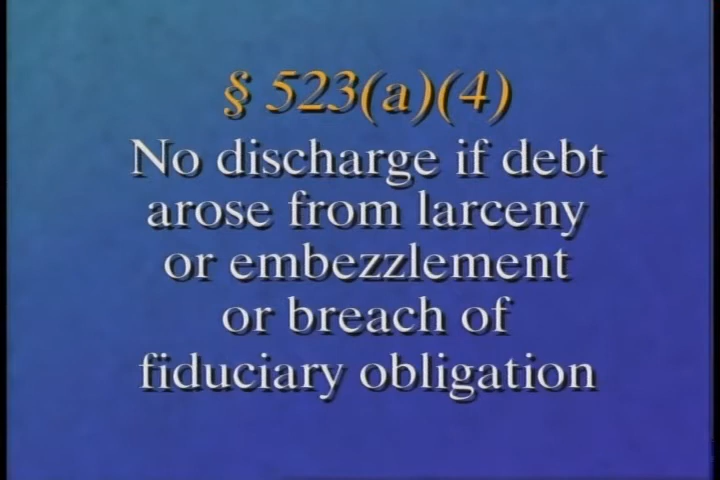 § 523(a)(4)
No discharge if debt
arose from larceny
or embezzlement
or breach of
fiduciary obligation